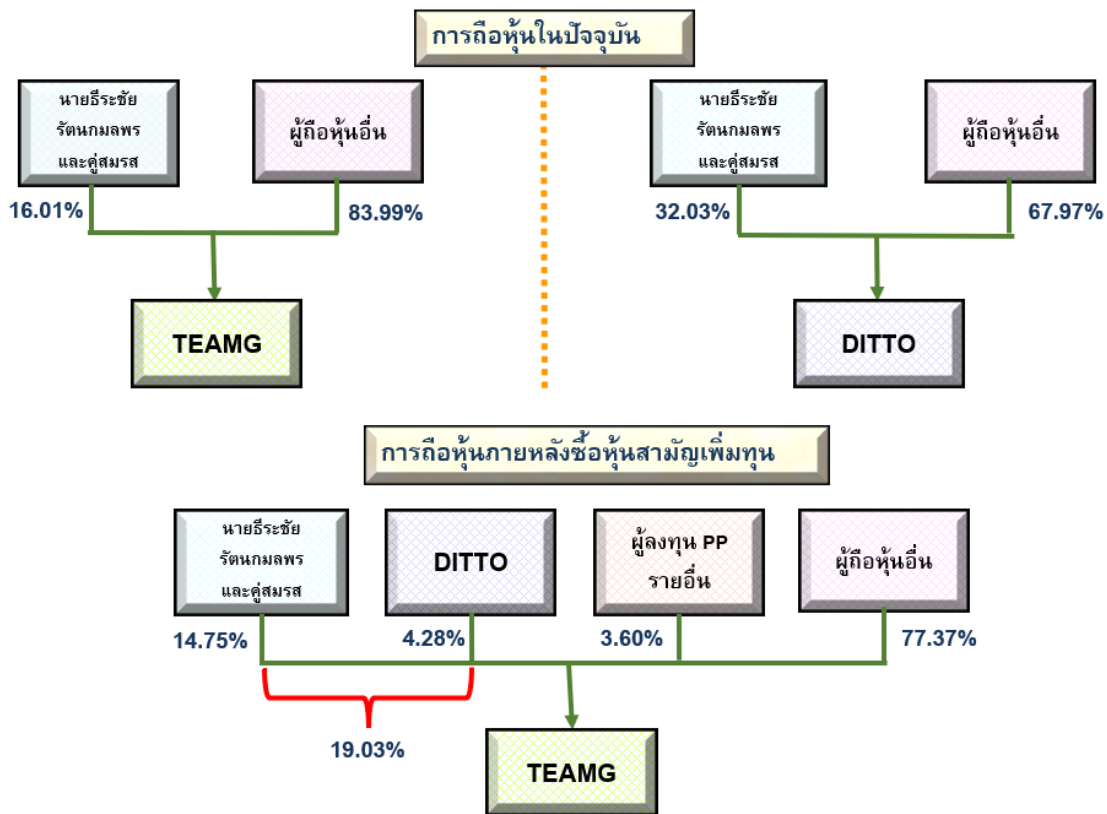 การถือหุ้นในปัจจุบัน
นายธีระชัย
รัตนกมลพร
และคู่สมรส
ผู้ถือหุ้นอื่น
16.01%
83.99%
TEAMG
นายธีระชัย
รัตนกมลพร
และคู่สมรส
ผู้ถือหุ้นอื่น
32.03%
67.97%
DITTO
การถือหุ้นภายหลังซื้อหุ้นสามัญเพิ่มทุน
นายธีระชัย
รัตนกมลพร
และคู่สมรส
DITTO
ผู้ลงทุน PP
รายอื่น
ผู้ถือหุ้นอื่น
14.75%
4.28%
3.60%
77.37%
19.03%
TEAMG